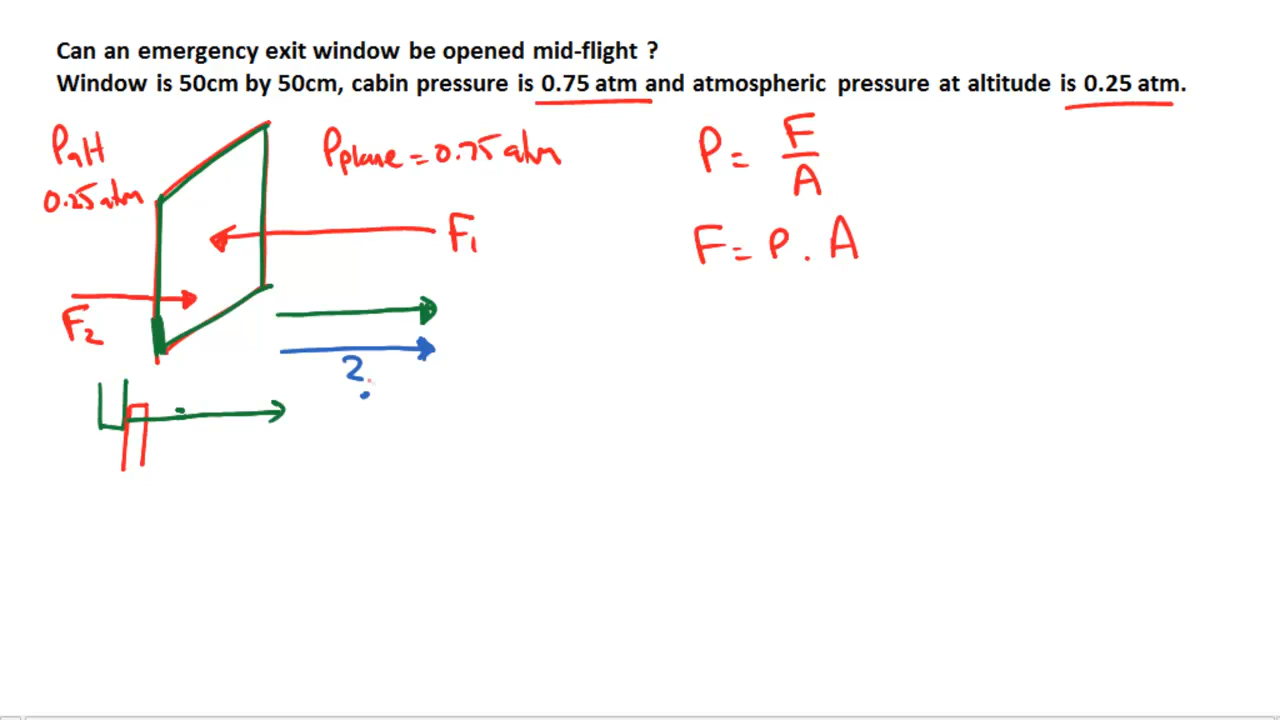 Can an emergency exit window be opened mid-flight ?
Window is 50cm by 50cm, cabin pressure is 0.75 atm and atmospheric pressure at altitude is 0.25 atm.
Patt
0.25 atm
Pplane = 0.75 atm
P = F/A
F = P . A
F1
F2
?